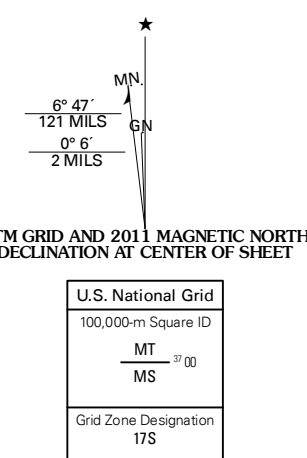 ★
MN.
6° 47´
121 MILS
GN
0° 6´
2 MILS
TM GRID AND 2011 MAGNETIC NORTH
DECLINATION AT CENTER OF SHEET
U.S. National Grid
100,000-m Square ID
MT
37 00
MS
Grid Zone Designation
17S